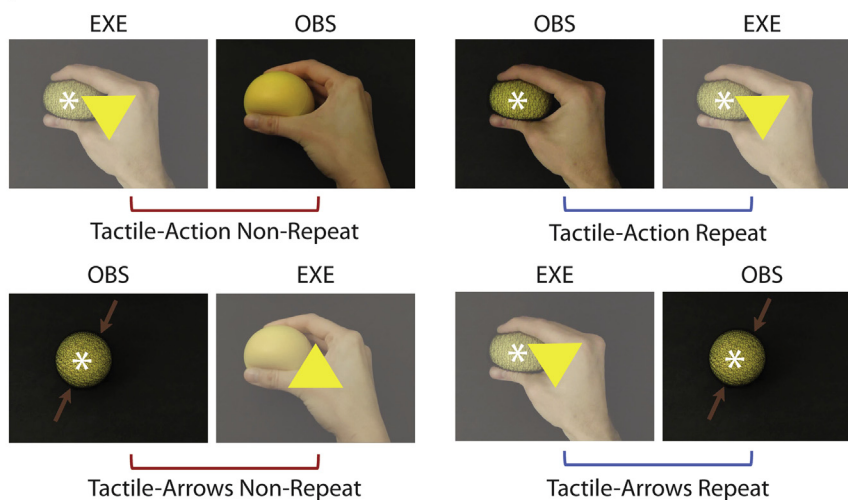 EXE OBS OBS EXE
Tactile-Action Non-Repeat Tactile-Action Repeat
OBS EXE EXE OBS
Tactile-Arrows Non-Repeat Tactile-Arrows Repeat